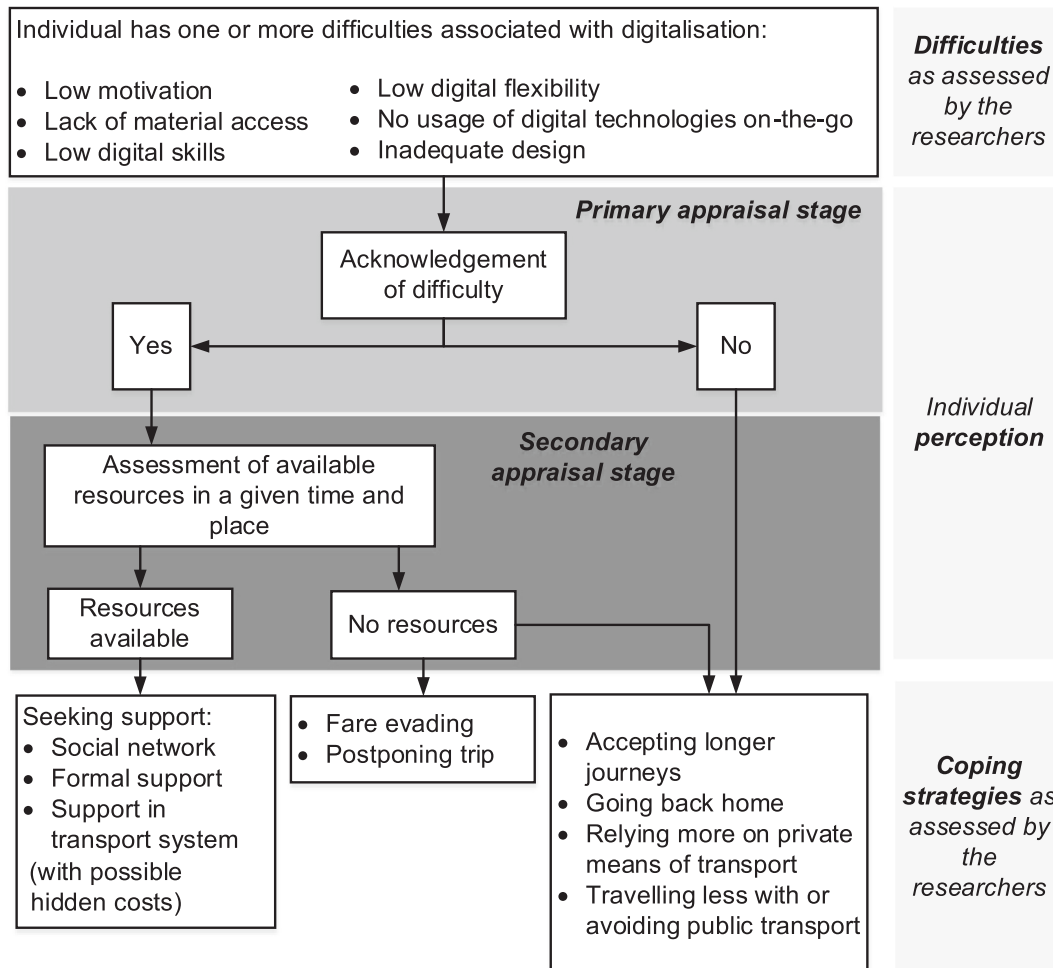 Individual has one or more difficulties associated with digitalisation:
• Low motivation
• Lack of material access
• Low digital skills
• Low digital flexibility
• No usage of digital technologies on-the-go
• Inadequate design
Difficulties
as assessed
by the
researchers
Primary appraisal stage
Acknowledgement
of difficulty
Yes
No
Individual
perception
Secondary
appraisal stage
Assessment of available
resources in a given time and
place
Resources
available
No resources
Seeking support:
• Social network
• Formal support
• Support in
transport system
(with possible
hidden costs)
• Fare evading
• Postponing trip
• Accepting longer
journeys
• Going back home
• Relying more on private
means of transport
• Travelling less with or
avoiding public transport
Coping
strategies as
assessed by
the
researchers